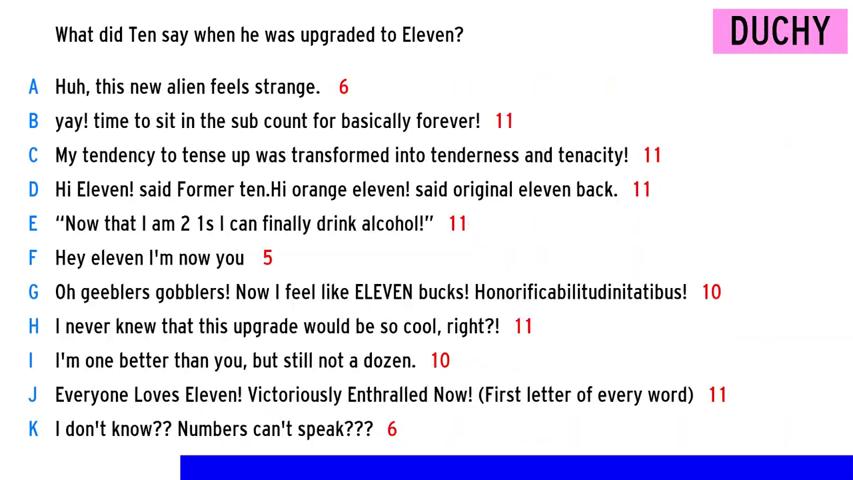 DUCHY
What did Ten say when he was upgraded to Eleven?
A Huh, this new alien feels strange. 6
B yay! time to sit in the sub count for basically forever! 11
C My tendency to tense up was transformed into tenderness and tenacity! 11
D Hi Eleven! said Former ten.Hi orange eleven! said original eleven back. 11
E “Now that I am 2 1s I can finally drink alcohol!” 11
F Hey eleven I'm now you 5
G Oh geeblers gobblers! Now I feel like ELEVEN bucks! Honorificabilitudinitatibus! 10
H I never knew that this upgrade would be so cool, right?! 11
I I'm one better than you, but still not a dozen. 10
J Everyone Loves Eleven! Victoriously Enthralled Now! (First letter of every word) 11
K I don't know?? Numbers can't speak??? 6